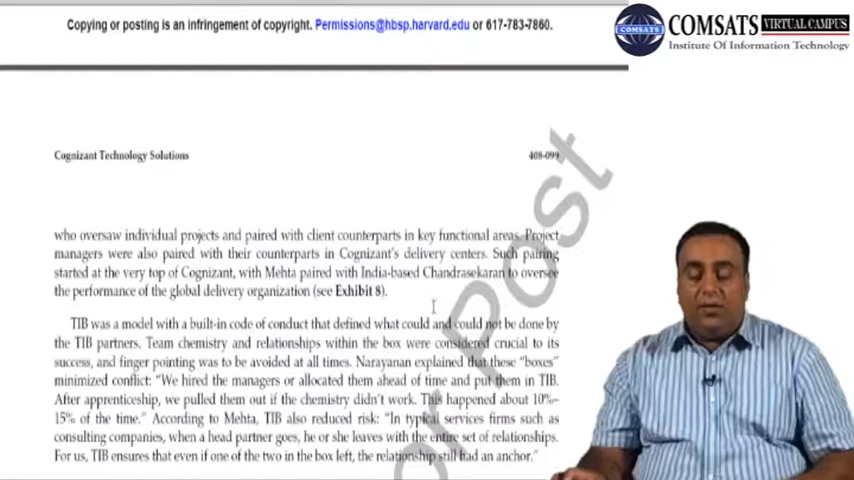 Copying or posting is an infringement of copyright. Permissions@hbsp.harvard.edu or 617-783-7860.
COMSATS VIRTUAL CAMPUS
COMSATS
Institute Of Information Technology
Cognizant Technology Solutions 408-099
who oversaw individual projects and paired with client counterparts in key functional areas. Project
managers were also paired with their counterparts in Cognizant's delivery centers. Such pairing
started at the very top of Cognizant, with Mehta paired with India-based Chandrasekaran to oversee
the performance of the global delivery organization (see Exhibit 8).
TIB was a model with a built-in code of conduct that defined what could and could not be done by
the TIB partners. Team chemistry and relationships within the box were considered crucial to its
success, and finger pointing was to be avoided at all times. Narayanan explained that these "boxes"
minimized conflict: "We hired the managers or allocated them ahead of time and put them in TIB.
After apprenticeship, we pulled them out if the chemistry didn't work. This happened about 10%–
15% of the time." According to Mehta, TIB also reduced risk: "In typical services firms such as
consulting companies, when a head partner goes, he or she leaves with the entire set of relationships.
For us, TIB ensures that even if one of the two in the box left, the relationship still had an anchor."
or Post